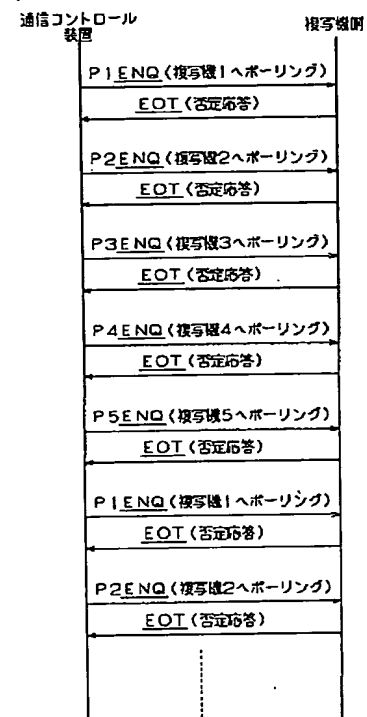 通信コントロール
装置
複写機側
P1ENQ(複写機1へポーリング)
EOT(否定応答)
P2ENQ(複写機2へポーリング)
EOT(否定応答)
P3ENQ(複写機3へポーリング)
EOT(否定応答)
P4ENQ(複写機4へポーリング)
EOT(否定応答)
P5ENQ(複写機5へポーリング)
EOT(否定応答)
P1ENQ(複写機1へポーリング)
EOT(否定応答)
P2ENQ(複写機2へポーリング)
EOT(否定応答)